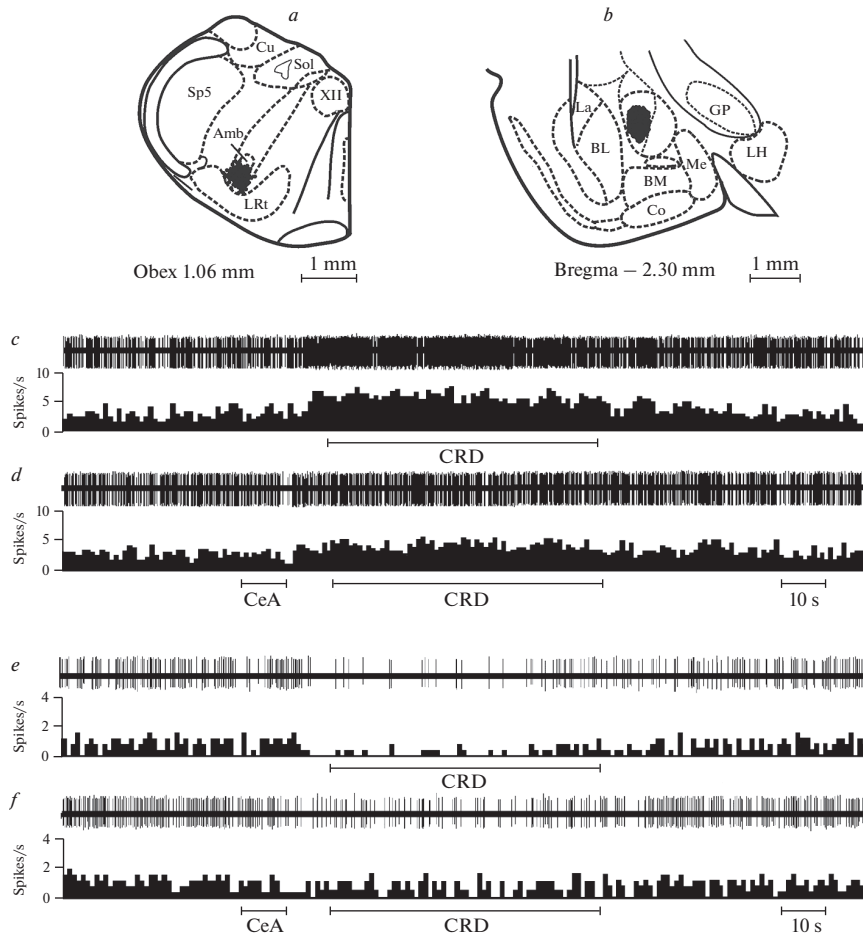 a
Cu
Sol
Sp5
XII
Amb
LRt
Obex 1.06 mm
1 mm
b
La
GP
BL
LH
Me
BM
Co
Bregma – 2.30 mm
1 mm
c
Spikes/s
10
5
0
CRD
d
Spikes/s
10
5
0
CeA
CRD
10 s
e
Spikes/s
4
2
0
CRD
f
Spikes/s
4
2
0
CeA
CRD
10 s